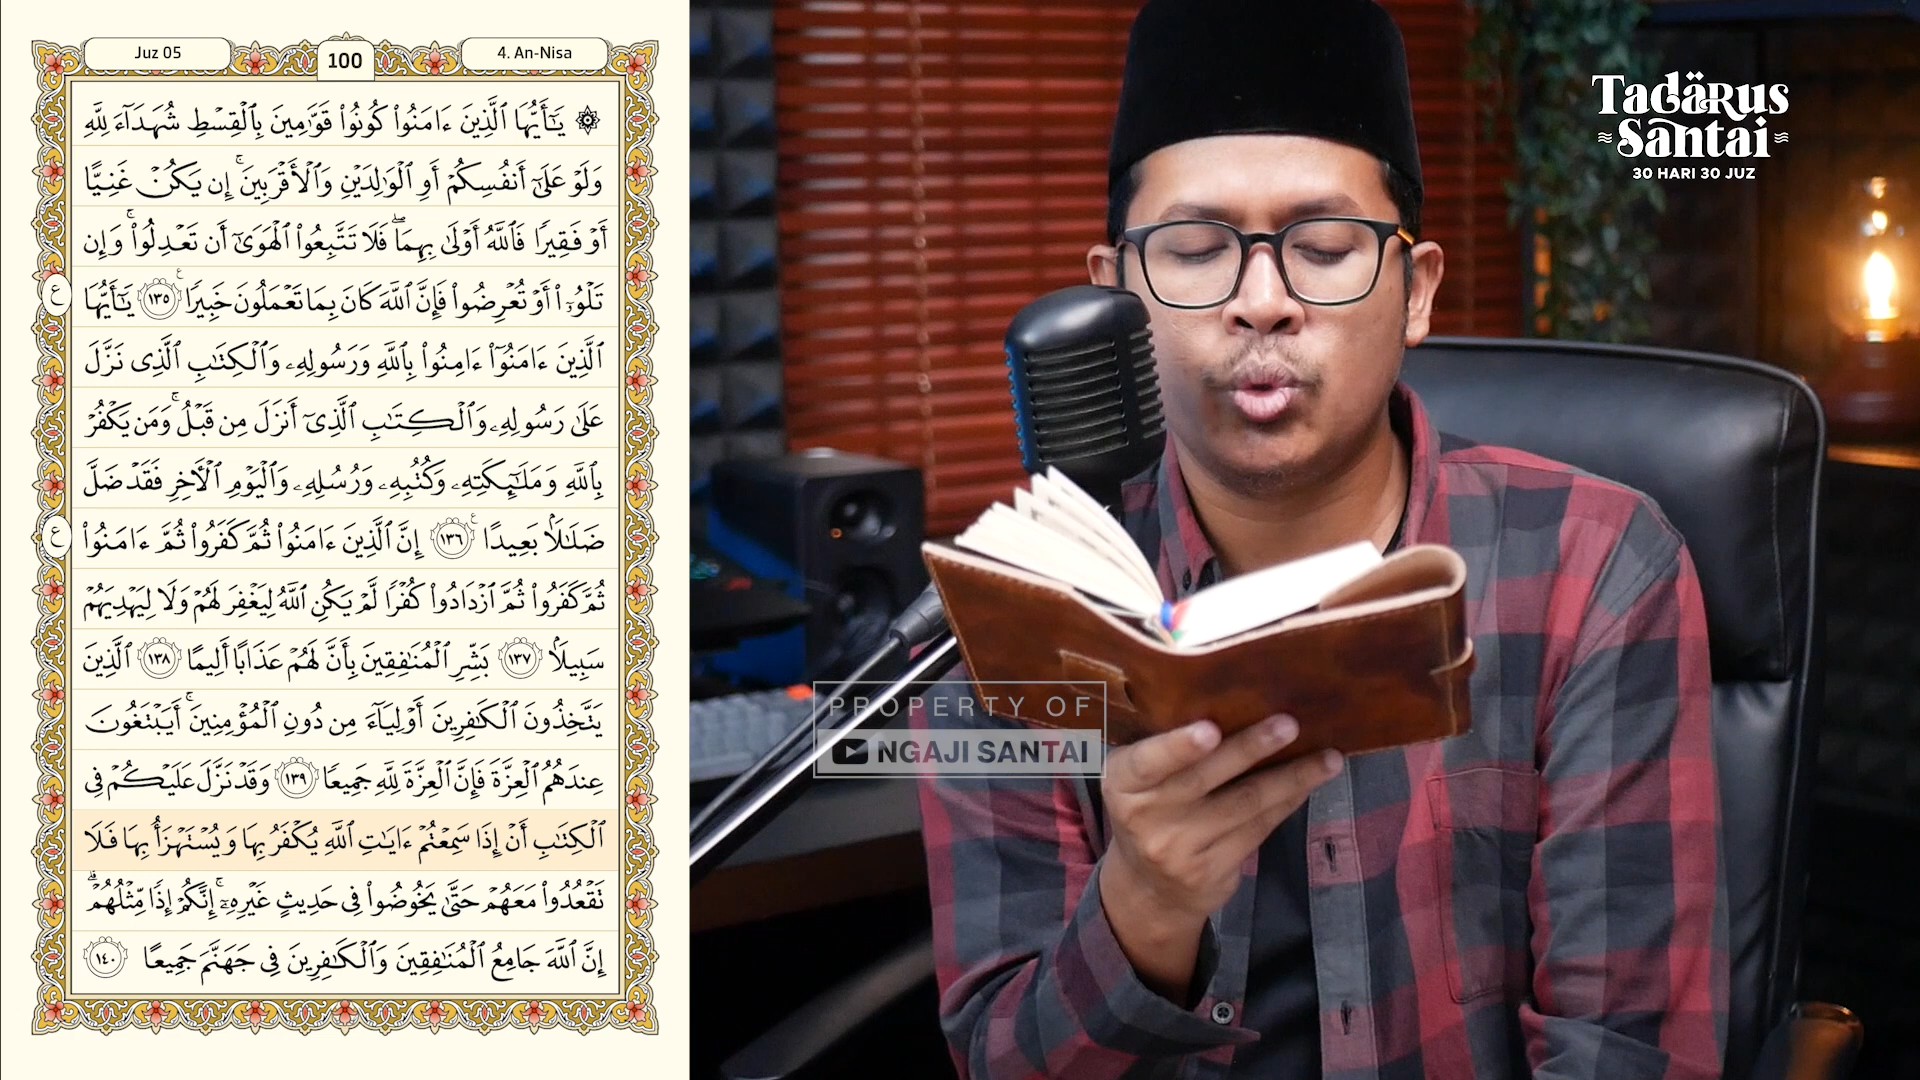 Juz 05
100
4. An-Nisa
۞ يَـٰٓأَيُّهَا ٱلَّذِينَ ءَامَنُوا۟ كُونُوا۟ قَوَّٰمِينَ بِٱلْقِسْطِ شُهَدَآءَ لِلَّهِ
وَلَوْ عَلَىٰٓ أَنفُسِكُمْ أَوِ ٱلْوَٰلِدَيْنِ وَٱلْأَقْرَبِينَ ۚ إِن يَكُنْ غَنِيًّا
أَوْ فَقِيرًا فَٱللَّهُ أَوْلَىٰ بِهِمَا ۖ فَلَا تَتَّبِعُوا۟ ٱلْهَوَىٰٓ أَن تَعْدِلُوا۟ ۚ وَإِن
تَلْوُۥٓا۟ أَوْ تُعْرِضُوا۟ فَإِنَّ ٱللَّهَ كَانَ بِمَا تَعْمَلُونَ خَبِيرًا ١٣٥ يَـٰٓأَيُّهَا
ع
ٱلَّذِينَ ءَامَنُوٓا۟ ءَامِنُوا۟ بِٱللَّهِ وَرَسُولِهِۦ وَٱلْكِتَـٰبِ ٱلَّذِى نَزَّلَ
عَلَىٰ رَسُولِهِۦ وَٱلْكِتَـٰبِ ٱلَّذِىٓ أَنزَلَ مِن قَبْلُ ۚ وَمَن يَكْفُرْ
بِٱللَّهِ وَمَلَـٰٓئِكَتِهِۦ وَكُتُبِهِۦ وَرُسُلِهِۦ وَٱلْيَوْمِ ٱلْـَٔاخِرِ فَقَدْ ضَلَّ
ضَلَـٰلًۢا بَعِيدًا ١٣٦ إِنَّ ٱلَّذِينَ ءَامَنُوا۟ ثُمَّ كَفَرُوا۟ ثُمَّ ءَامَنُوا۟
ع
ثُمَّ كَفَرُوا۟ ثُمَّ ٱزْدَادُوا۟ كُفْرًا لَّمْ يَكُنِ ٱللَّهُ لِيَغْفِرَ لَهُمْ وَلَا لِيَهْدِيَهُمْ
سَبِيلًۢا ١٣٧ بَشِّرِ ٱلْمُنَـٰفِقِينَ بِأَنَّ لَهُمْ عَذَابًا أَلِيمًا ١٣٨ ٱلَّذِينَ
يَتَّخِذُونَ ٱلْكَـٰفِرِينَ أَوْلِيَآءَ مِن دُونِ ٱلْمُؤْمِنِينَ ۚ أَيَبْتَغُونَ
عِندَهُمُ ٱلْعِزَّةَ فَإِنَّ ٱلْعِزَّةَ لِلَّهِ جَمِيعًا ١٣٩ وَقَدْ نَزَّلَ عَلَيْكُمْ فِى
ٱلْكِتَـٰبِ أَنْ إِذَا سَمِعْتُمْ ءَايَـٰتِ ٱللَّهِ يُكْفَرُ بِهَا وَيُسْتَهْزَأُ بِهَا فَلَا
تَقْعُدُوا۟ مَعَهُمْ حَتَّىٰ يَخُوضُوا۟ فِى حَدِيثٍ غَيْرِهِۦٓ ۚ إِنَّكُمْ إِذًا مِّثْلُهُمْ ۗ
إِنَّ ٱللَّهَ جَامِعُ ٱلْمُنَـٰفِقِينَ وَٱلْكَـٰفِرِينَ فِى جَهَنَّمَ جَمِيعًا ١٤٠
Tadärus
Santai
30 HARI 30 JUZ
PROPERTY OF
NGAJI SANTAI